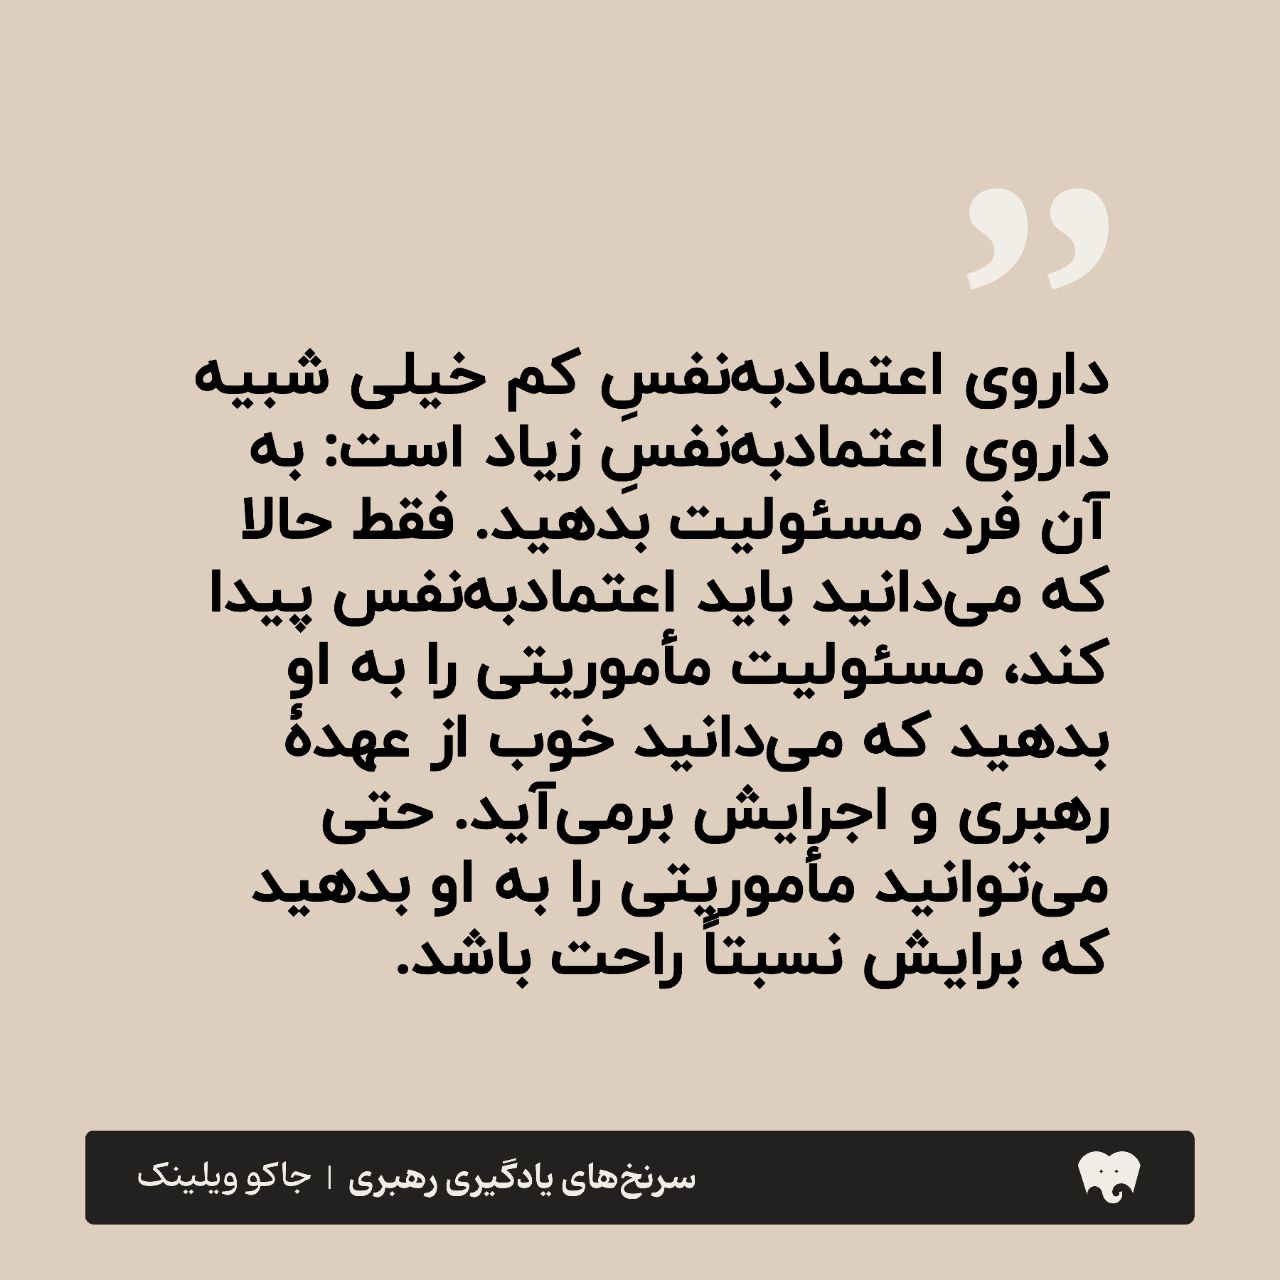 ”
داروی اعتمادبه‌نفسِ کم خیلی شبیه
داروی اعتمادبه‌نفسِ زیاد است: به
آن فرد مسئولیت بدهید. فقط حالا
که می‌دانید باید اعتمادبه‌نفس پیدا
کند، مسئولیت مأموریتی را به او
بدهید که می‌دانید خوب از عهدهٔ
رهبری و اجرایش برمی‌آید. حتی
می‌توانید مأموریتی را به او بدهید
که برایش نسبتاً راحت باشد.
سرنخ‌های یادگیری رهبری | جاکو ویلینک